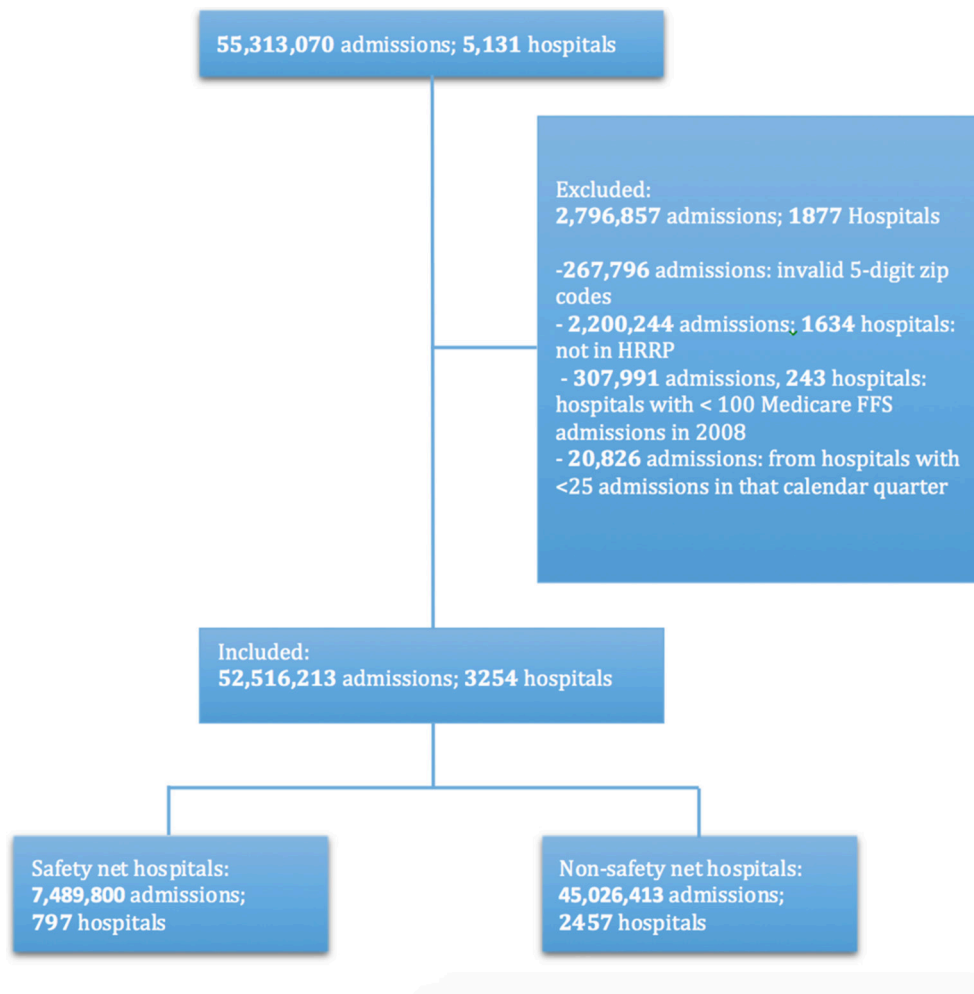 55,313,070 admissions; 5,131 hospitals
Excluded:
2,796,857 admissions; 1877 Hospitals
-267,796 admissions: invalid 5-digit zip
codes
- 2,200,244 admissions; 1634 hospitals:
not in HRRP
- 307,991 admissions, 243 hospitals:
hospitals with < 100 Medicare FFS
admissions in 2008
- 20,826 admissions: from hospitals with
<25 admissions in that calendar quarter
Included:
52,516,213 admissions; 3254 hospitals
Safety net hospitals:
7,489,800 admissions;
797 hospitals
Non-safety net hospitals:
45,026,413 admissions;
2457 hospitals